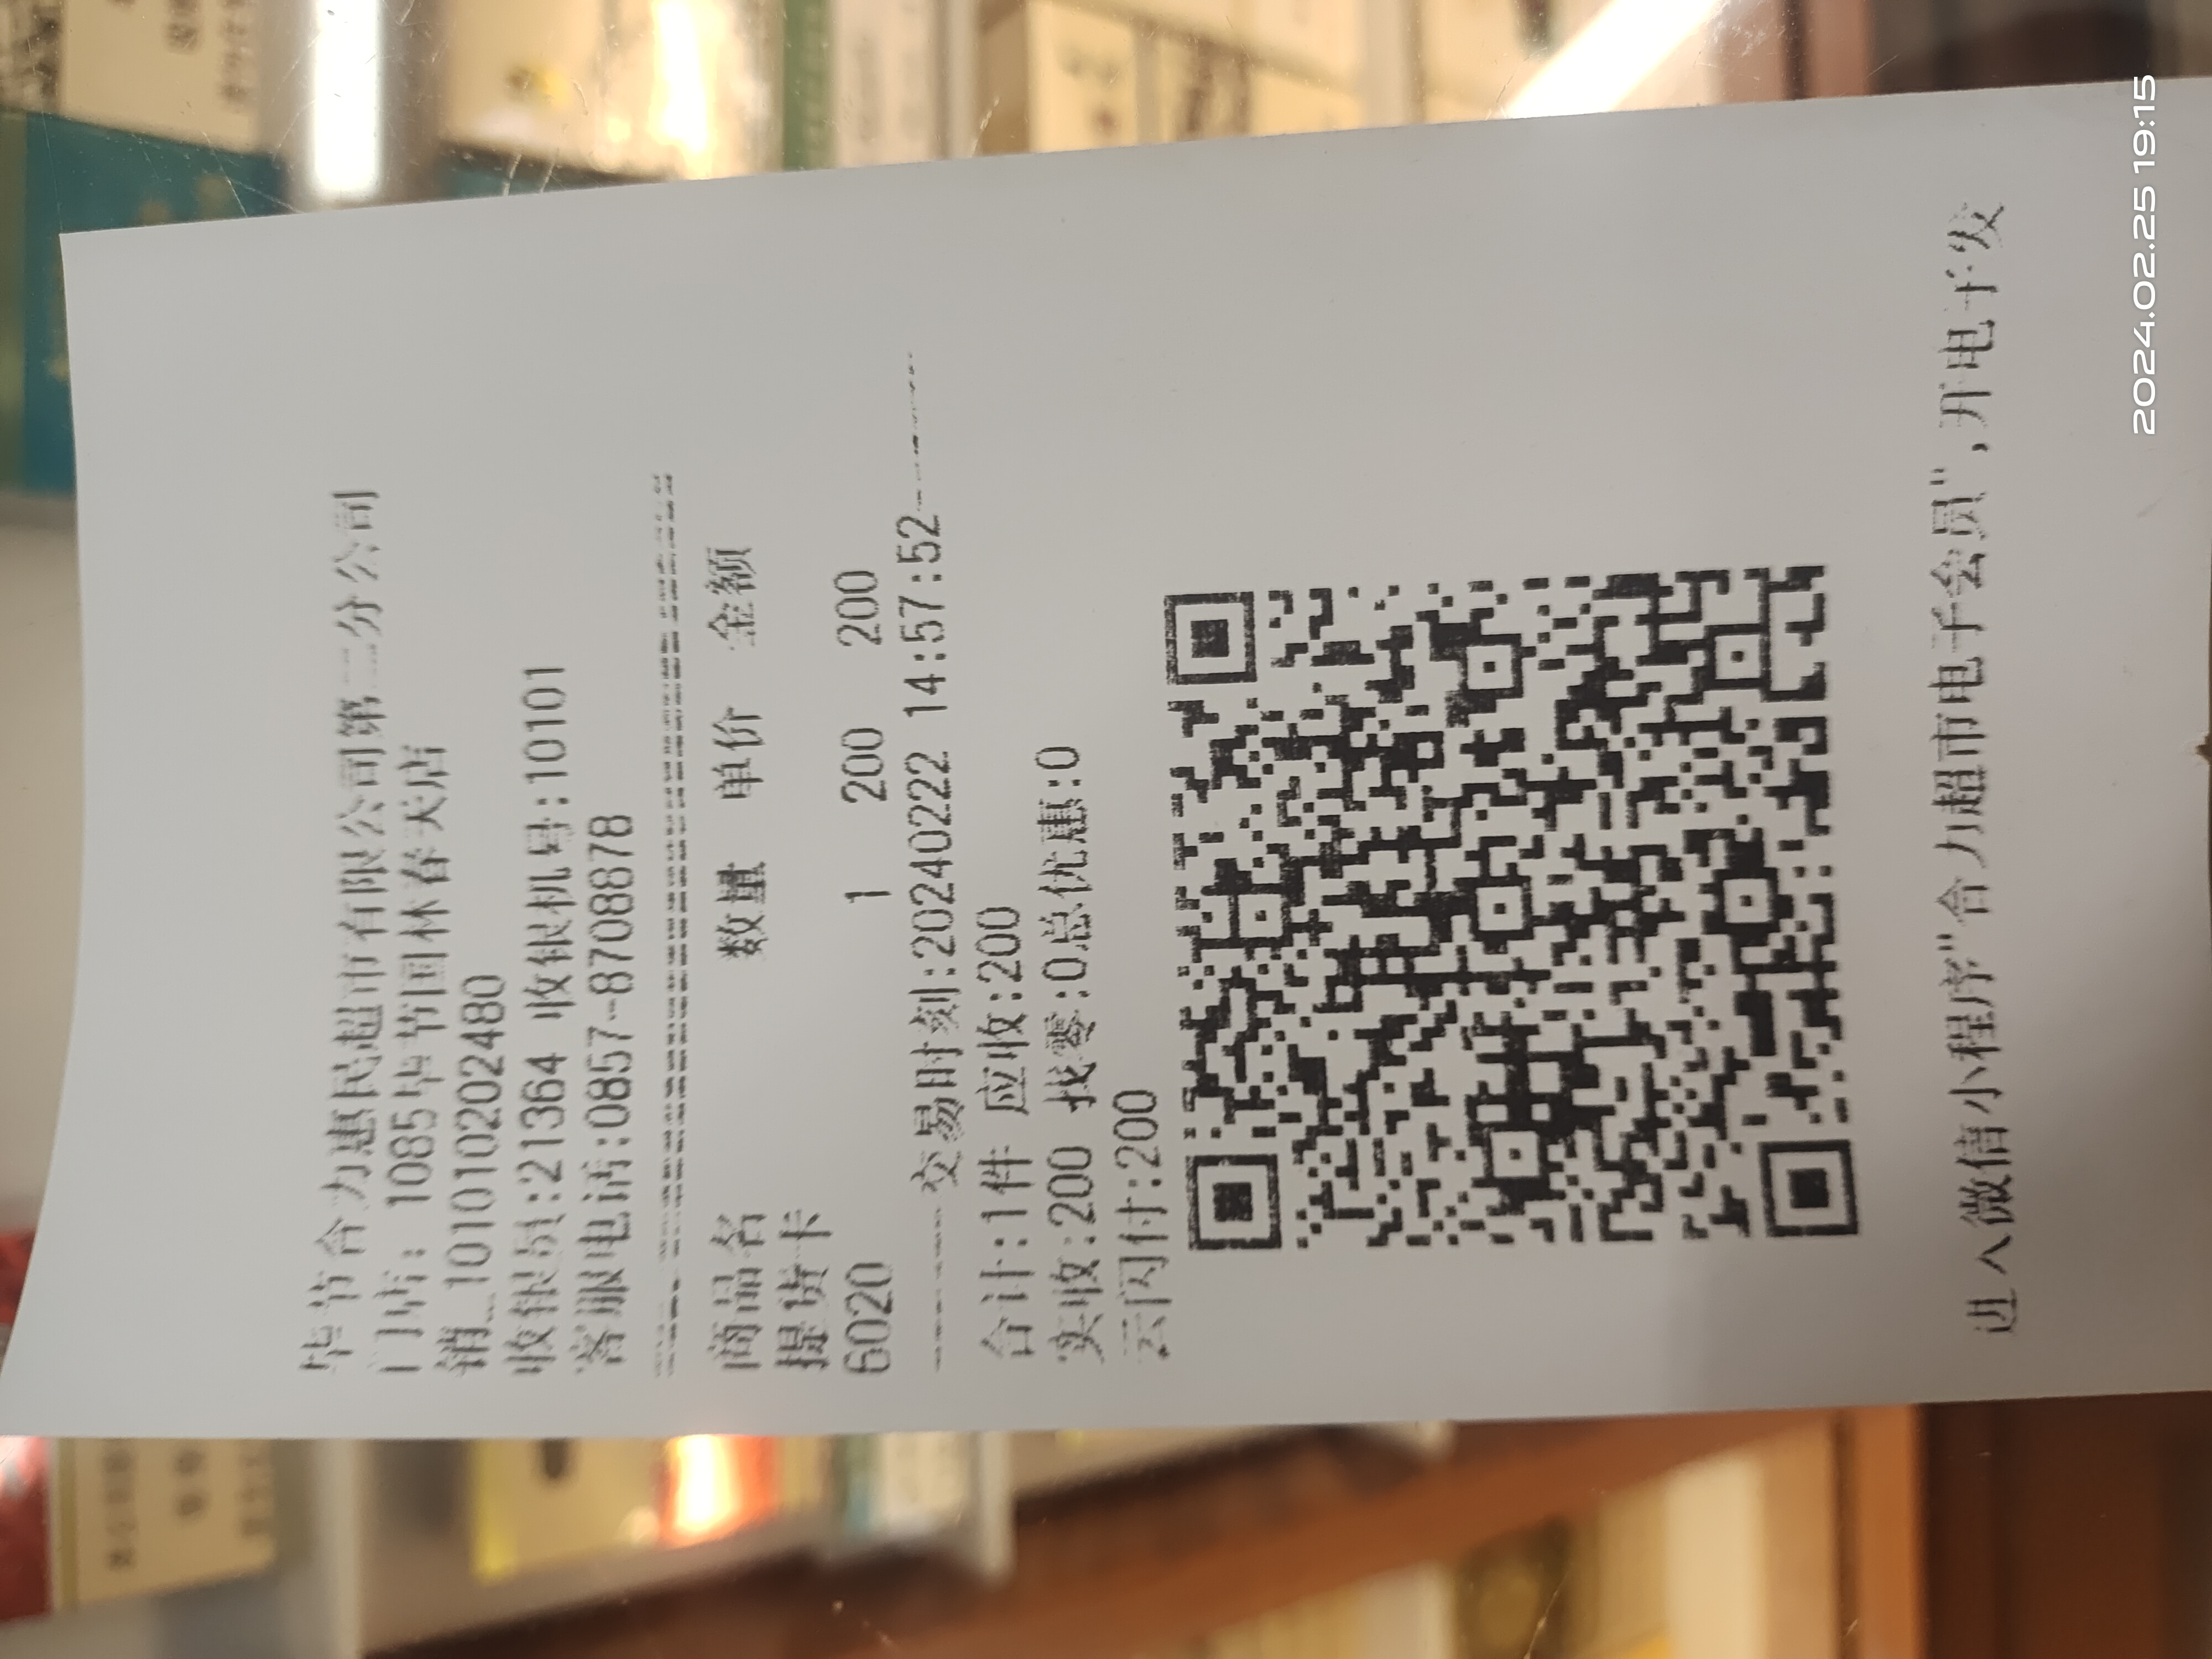 毕节合力惠民超市有限公司第二分公司
门店: 1085毕节国林春天店
销_10101020202480
收银员:21364 收银机号:10101
客服电话:0857-8708878
商品名 数量 单价 金额
提货卡
6020 1 200 200
交易时刻:20240222 14:57:52
合计:1件 应收:200
实收:200 找零:0总优惠:0
云闪付:200
进入微信小程序"合力超市电子会员",开电子发
2024.02.25 19:15